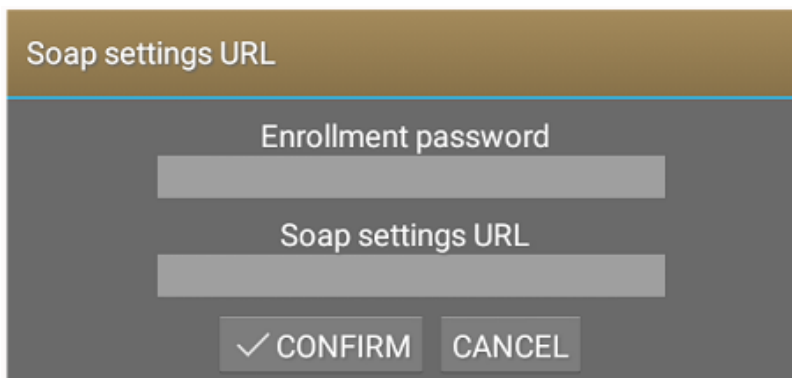 Soap settings URL
Enrollment password
Soap settings URL
CONFIRM CANCEL